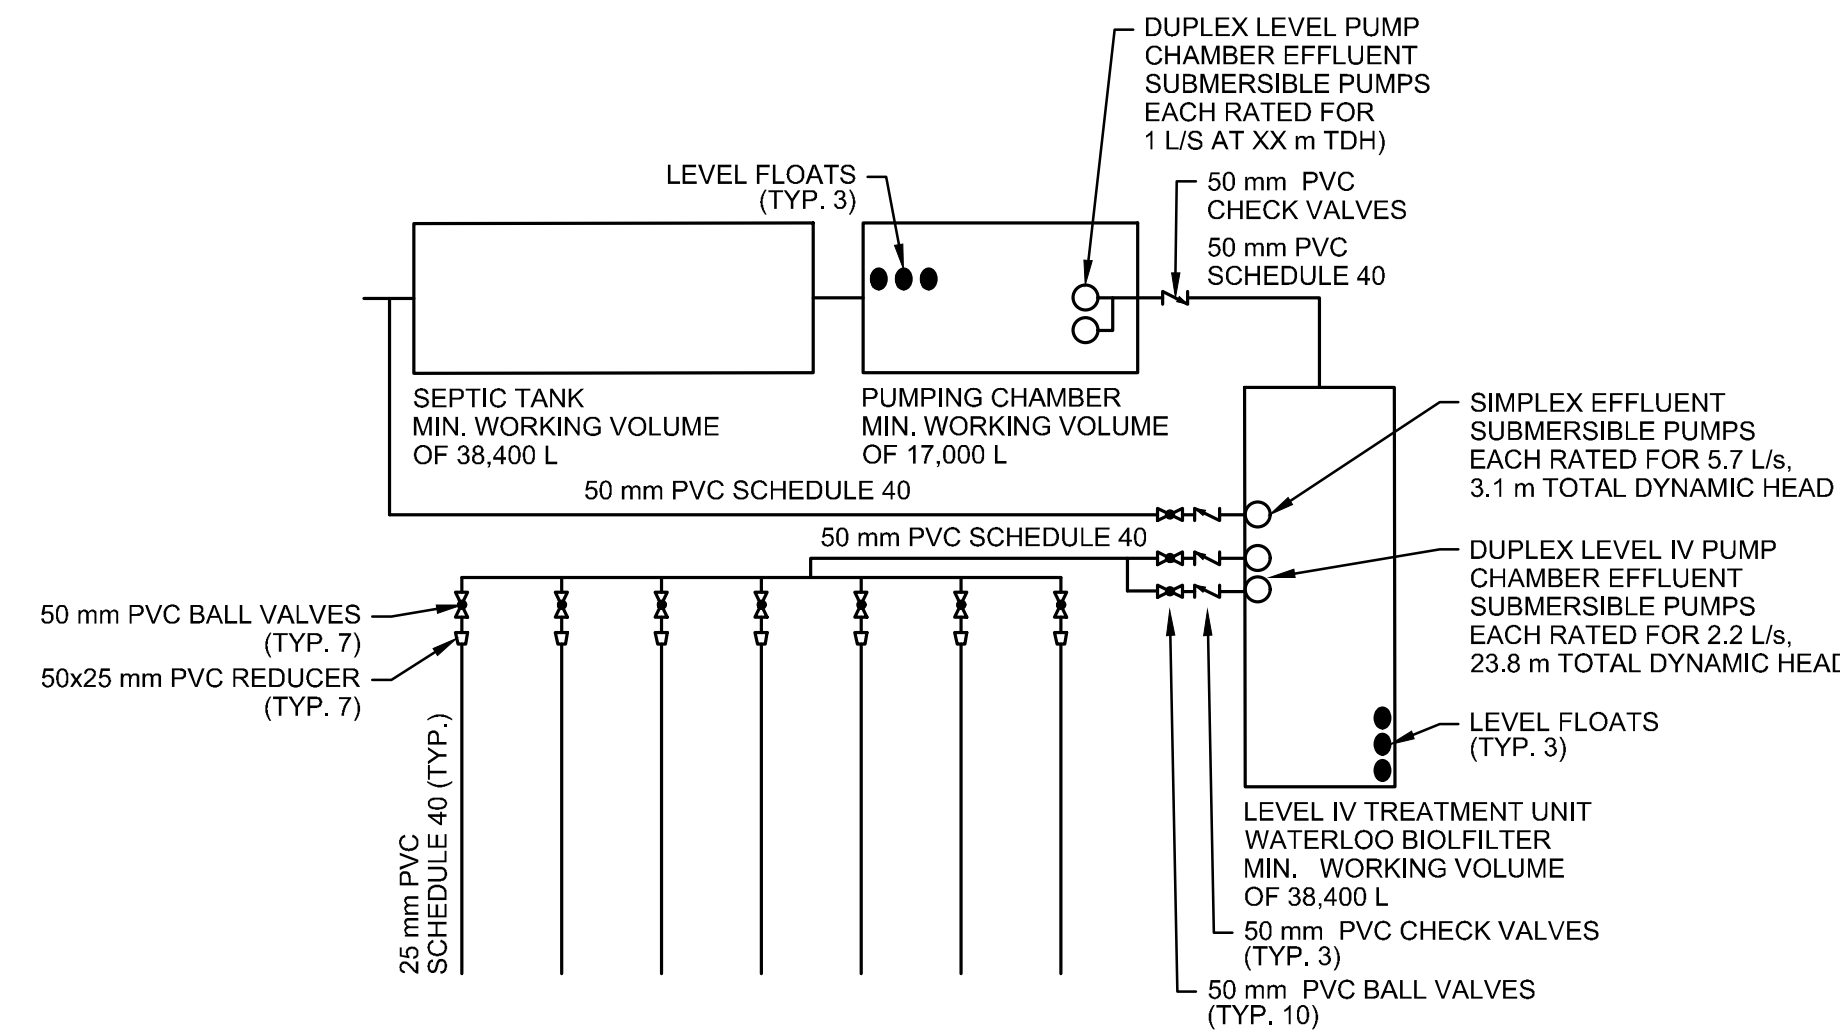 DUPLEX LEVEL PUMP
CHAMBER EFFLUENT
SUBMERSIBLE PUMPS
EACH RATED FOR
1 L/S AT XX m TDH)
LEVEL FLOATS
(TYP. 3)
50 mm PVC
CHECK VALVES
50 mm PVC
SCHEDULE 40
SEPTIC TANK
MIN. WORKING VOLUME
OF 38,400 L
PUMPING CHAMBER
MIN. WORKING VOLUME
OF 17,000 L
SIMPLEX EFFLUENT
SUBMERSIBLE PUMPS
EACH RATED FOR 5.7 L/s,
3.1 m TOTAL DYNAMIC HEAD
50 mm PVC SCHEDULE 40
50 mm PVC SCHEDULE 40
DUPLEX LEVEL IV PUMP
CHAMBER EFFLUENT
SUBMERSIBLE PUMPS
EACH RATED FOR 2.2 L/s,
23.8 m TOTAL DYNAMIC HEAD
50 mm PVC BALL VALVES
(TYP. 7)
50x25 mm PVC REDUCER
(TYP. 7)
25 mm PVC
SCHEDULE 40 (TYP.)
LEVEL FLOATS
(TYP. 3)
LEVEL IV TREATMENT UNIT
WATERLOO BIOLFILTER
MIN. WORKING VOLUME
OF 38,400 L
50 mm PVC CHECK VALVES
(TYP. 3)
50 mm PVC BALL VALVES
(TYP. 10)